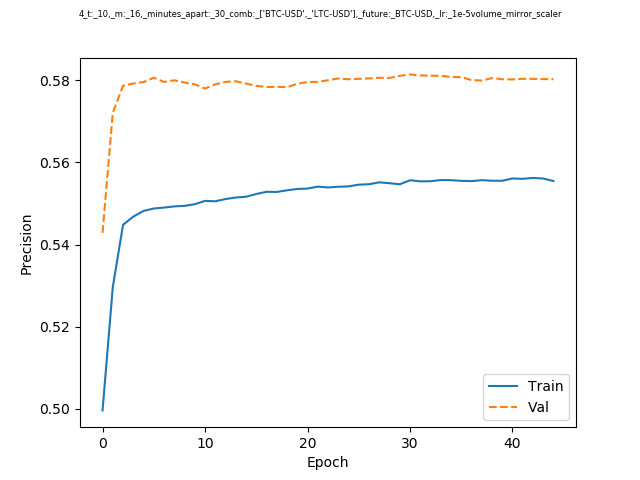 4_t:_10,_m:_16,_minutes_apart:_30_comb:_['BTC-USD',_'LTC-USD'],_future:_BTC-USD,_lr:_1e-5volume_mirror_scaler
0.58
0.56
0.54
0.52
0.50
Precision
0 10 20 30 40
Epoch
Train
Val